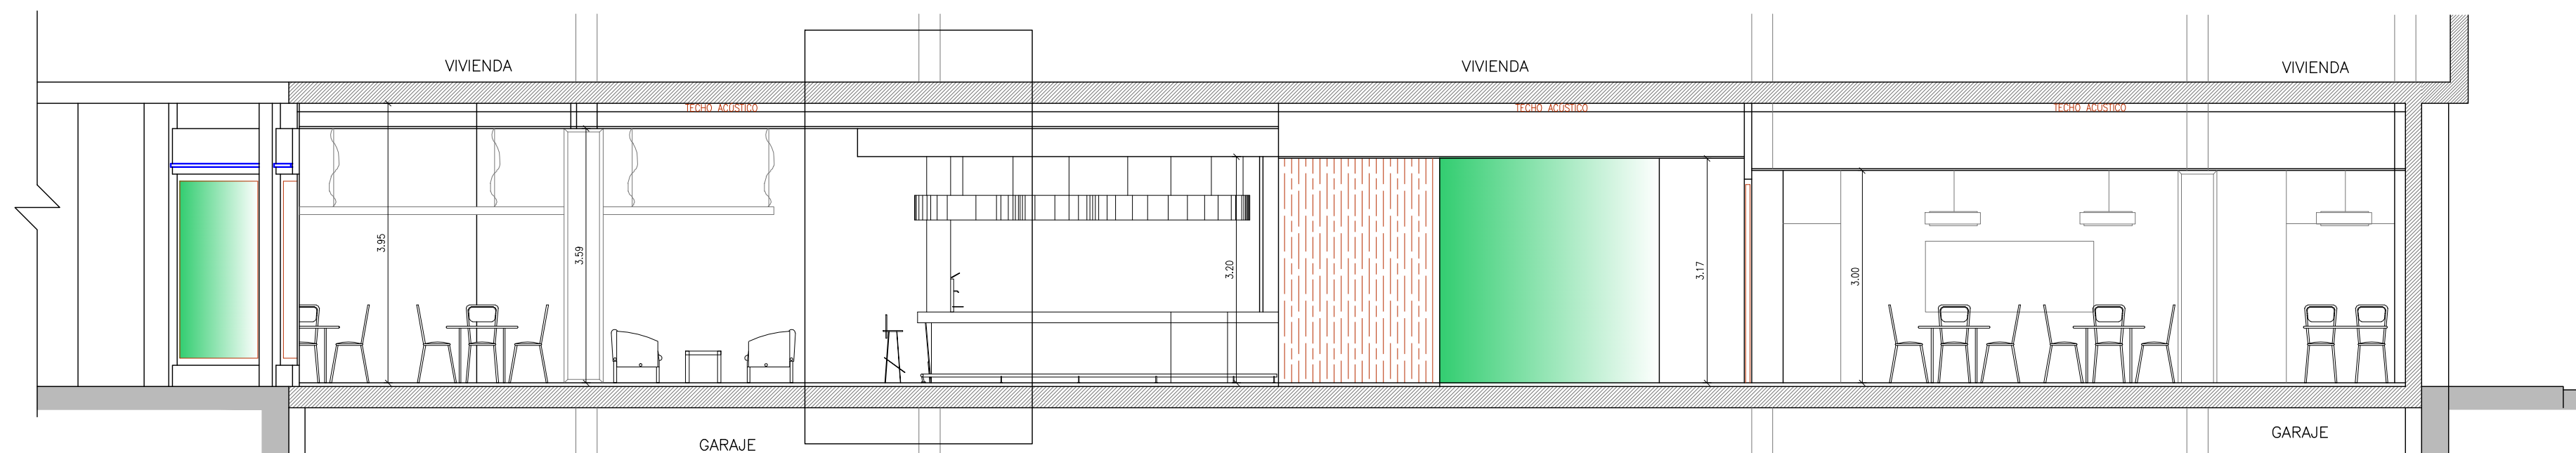 VIVIENDA
VIVIENDA
VIVIENDA
TECHO ACUSTICO
TECHO ACUSTICO
TECHO ACUSTICO
3.95
3.59
3.20
3.17
3.00
GARAJE
GARAJE